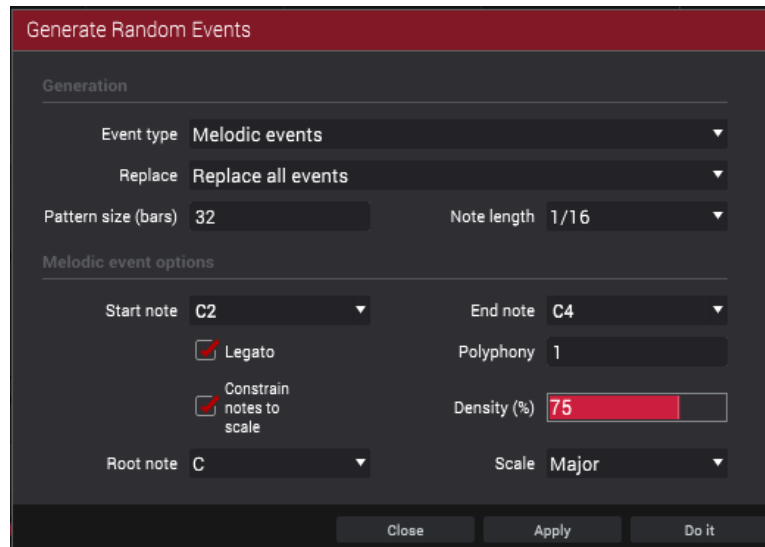 Generate Random Events
Generation
Event type Melodic events
Replace Replace all events
Pattern size (bars) 32 Note length 1/16
Melodic event options
Start note C2 End note C4
Legato Polyphony 1
Constrain
notes to
scale
Density (%) 75
Root note C Scale Major
Close Apply Do it